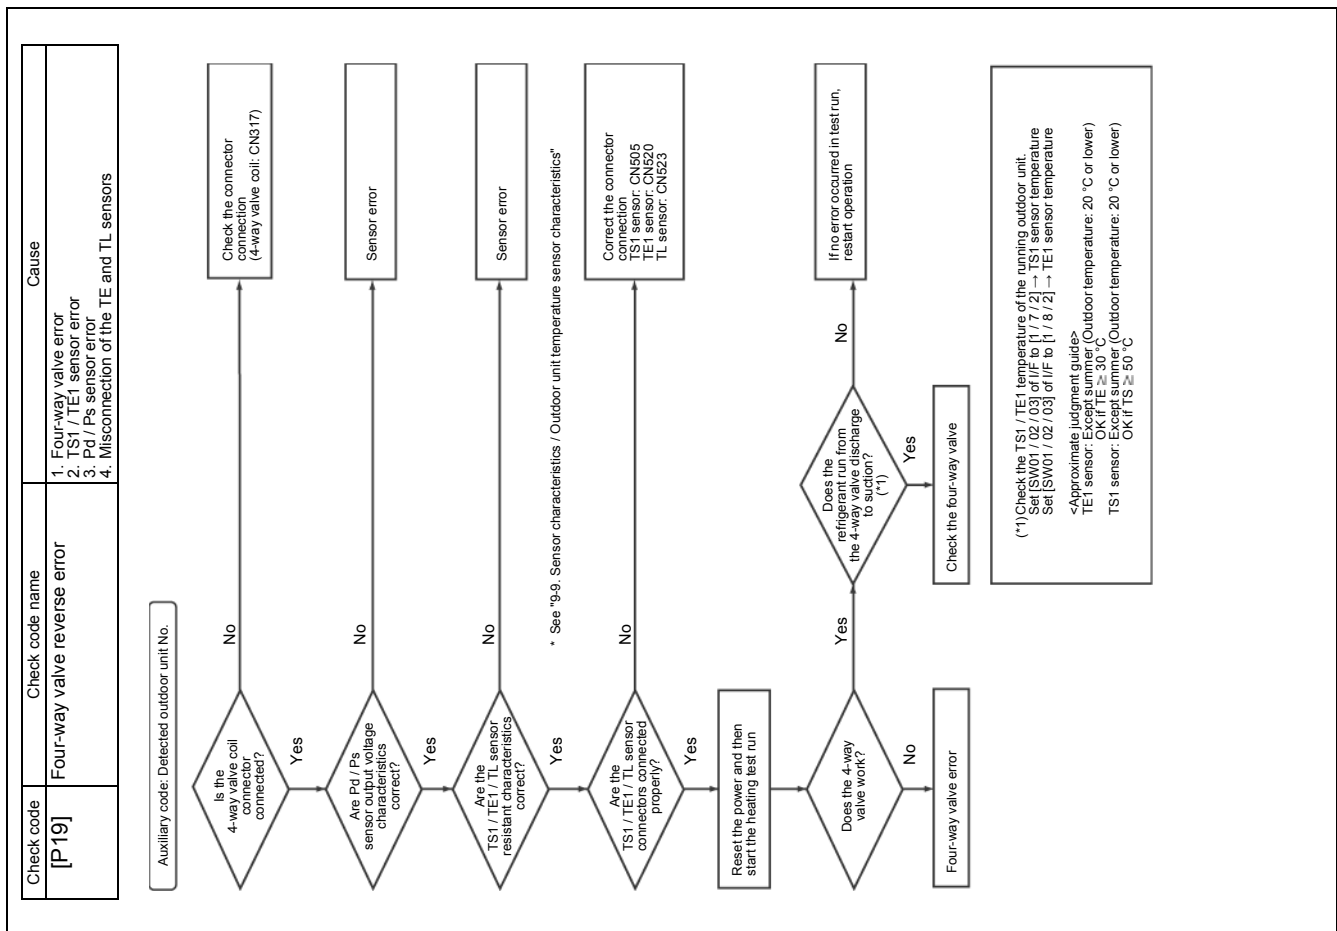 Check code
Check code name
Cause
[P19]
Four-way valve reverse error
1. Four-way valve error
2. TS1 / TE1 sensor error
3. Pd / Ps sensor error
4. Misconnection of the TE and TL sensors
Auxiliary code: Detected outdoor unit No.
Is the
4-way valve coil
connector
connected?
No
Check the connector
connection
(4-way valve coil: CN317)
Yes
Are Pd / Ps
sensor output voltage
characteristics
correct?
No
Sensor error
Yes
Are the
TS1 / TE1 / TL sensor
resistant characteristics
correct?
No
Sensor error
Yes
* See "9-9. Sensor characteristics / Outdoor unit temperature sensor characteristics"
Are the
TS1 / TE1 / TL sensor
connectors connected
properly?
No
Correct the connector
connection
TS1 sensor: CN505
TE1 sensor: CN520
TL sensor: CN523
Yes
Reset the power and then
start the heating test run
Does the 4-way
valve work?
Yes
Does the
refrigerant run from
the 4-way valve discharge
to suction?
(*1)
No
If no error occurred in test run,
restart operation
No
Yes
Four-way valve error
Check the four-way valve
(*1) Check the TS1 / TE1 temperature of the running outdoor unit.
Set [SW01 / 02 / 03] of I/F to [1 / 7 / 2] → TS1 sensor temperature
Set [SW01 / 02 / 03] of I/F to [1 / 8 / 2] → TE1 sensor temperature
<Approximate judgment guide>
TE1 sensor: Except summer (Outdoor temperature: 20 °C or lower)
OK if TE ≧ 30 °C
TS1 sensor: Except summer (Outdoor temperature: 20 °C or lower)
OK if TS ≧ 50 °C